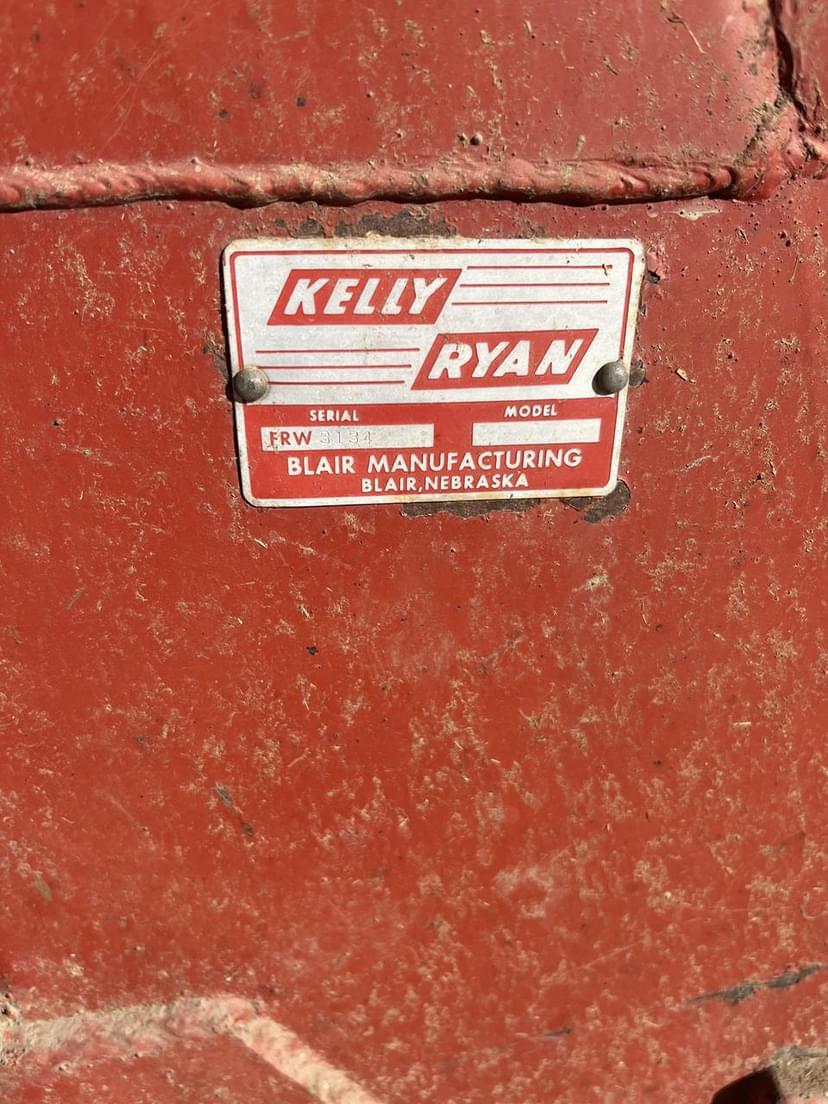 KELLY
RYAN
SERIAL MODEL
FRW 3134
BLAIR MANUFACTURING
BLAIR, NEBRASKA